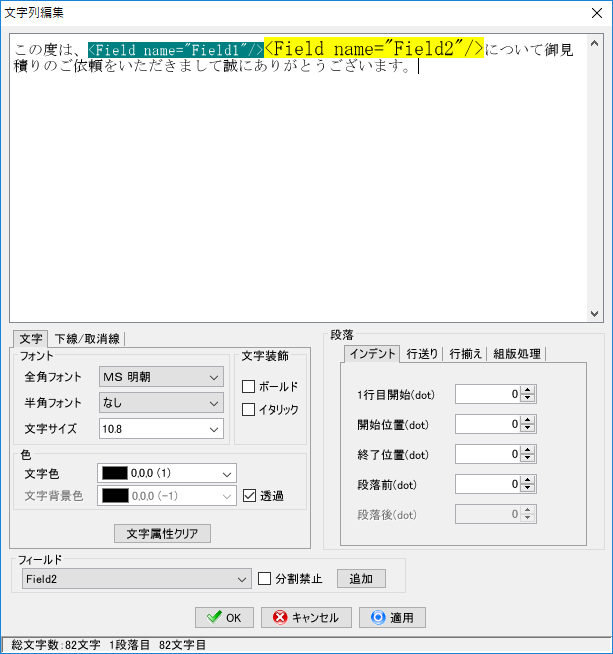 文字列編集
この度は、<Field name="Field1"/><Field name="Field2"/>について御見
積りのご依頼をいただきまして誠にありがとうございます。
文字 下線/取消線
フォント
全角フォント MS 明朝
半角フォント なし
文字サイズ 10.8
文字装飾
ボールド
イタリック
色
文字色 0,0,0 (1)
文字背景色 0,0,0 (-1) 透過
文字属性クリア
段落
インデント 行送り 行揃え 組版処理
1行目開始(dot) 0
開始位置(dot) 0
終了位置(dot) 0
段落前(dot) 0
段落後(dot) 0
フィールド
Field2 分割禁止 追加
OK キャンセル 適用
総文字数:82文字 1段落目 82文字目